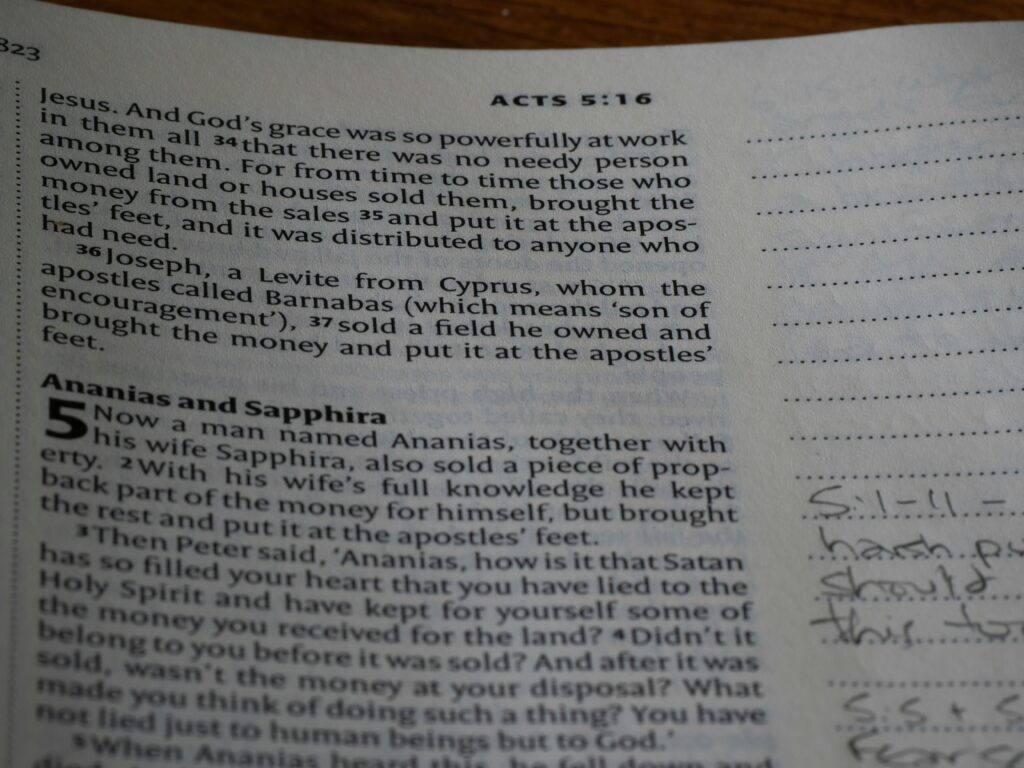 823
ACTS 5:16
Jesus. And God's grace was so powerfully at work
in them all 34 that there was no needy person
among them. For from time to time those who
owned land or houses sold them, brought the
money from the sales 35 and put it at the apos-
tles' feet, and it was distributed to anyone who
had need.
36 Joseph, a Levite from Cyprus, whom the
apostles called Barnabas (which means 'son of
encouragement'), 37 sold a field he owned and
brought the money and put it at the apostles'
feet.
Ananias and Sapphira
5 Now a man named Ananias, together with
his wife Sapphira, also sold a piece of prop-
erty. 2 With his wife's full knowledge he kept
back part of the money for himself, but brought
the rest and put it at the apostles' feet.
3 Then Peter said, 'Ananias, how is it that Satan
has so filled your heart that you have lied to the
Holy Spirit and have kept for yourself some of
the money you received for the land? 4 Didn't it
belong to you before it was sold? And after it was
sold, wasn't the money at your disposal? What
made you think of doing such a thing? You have
not lied just to human beings but to God.'
5 When Ananias heard this, he fell down and
5:1-11 -
harsh
should
this
5:5 +